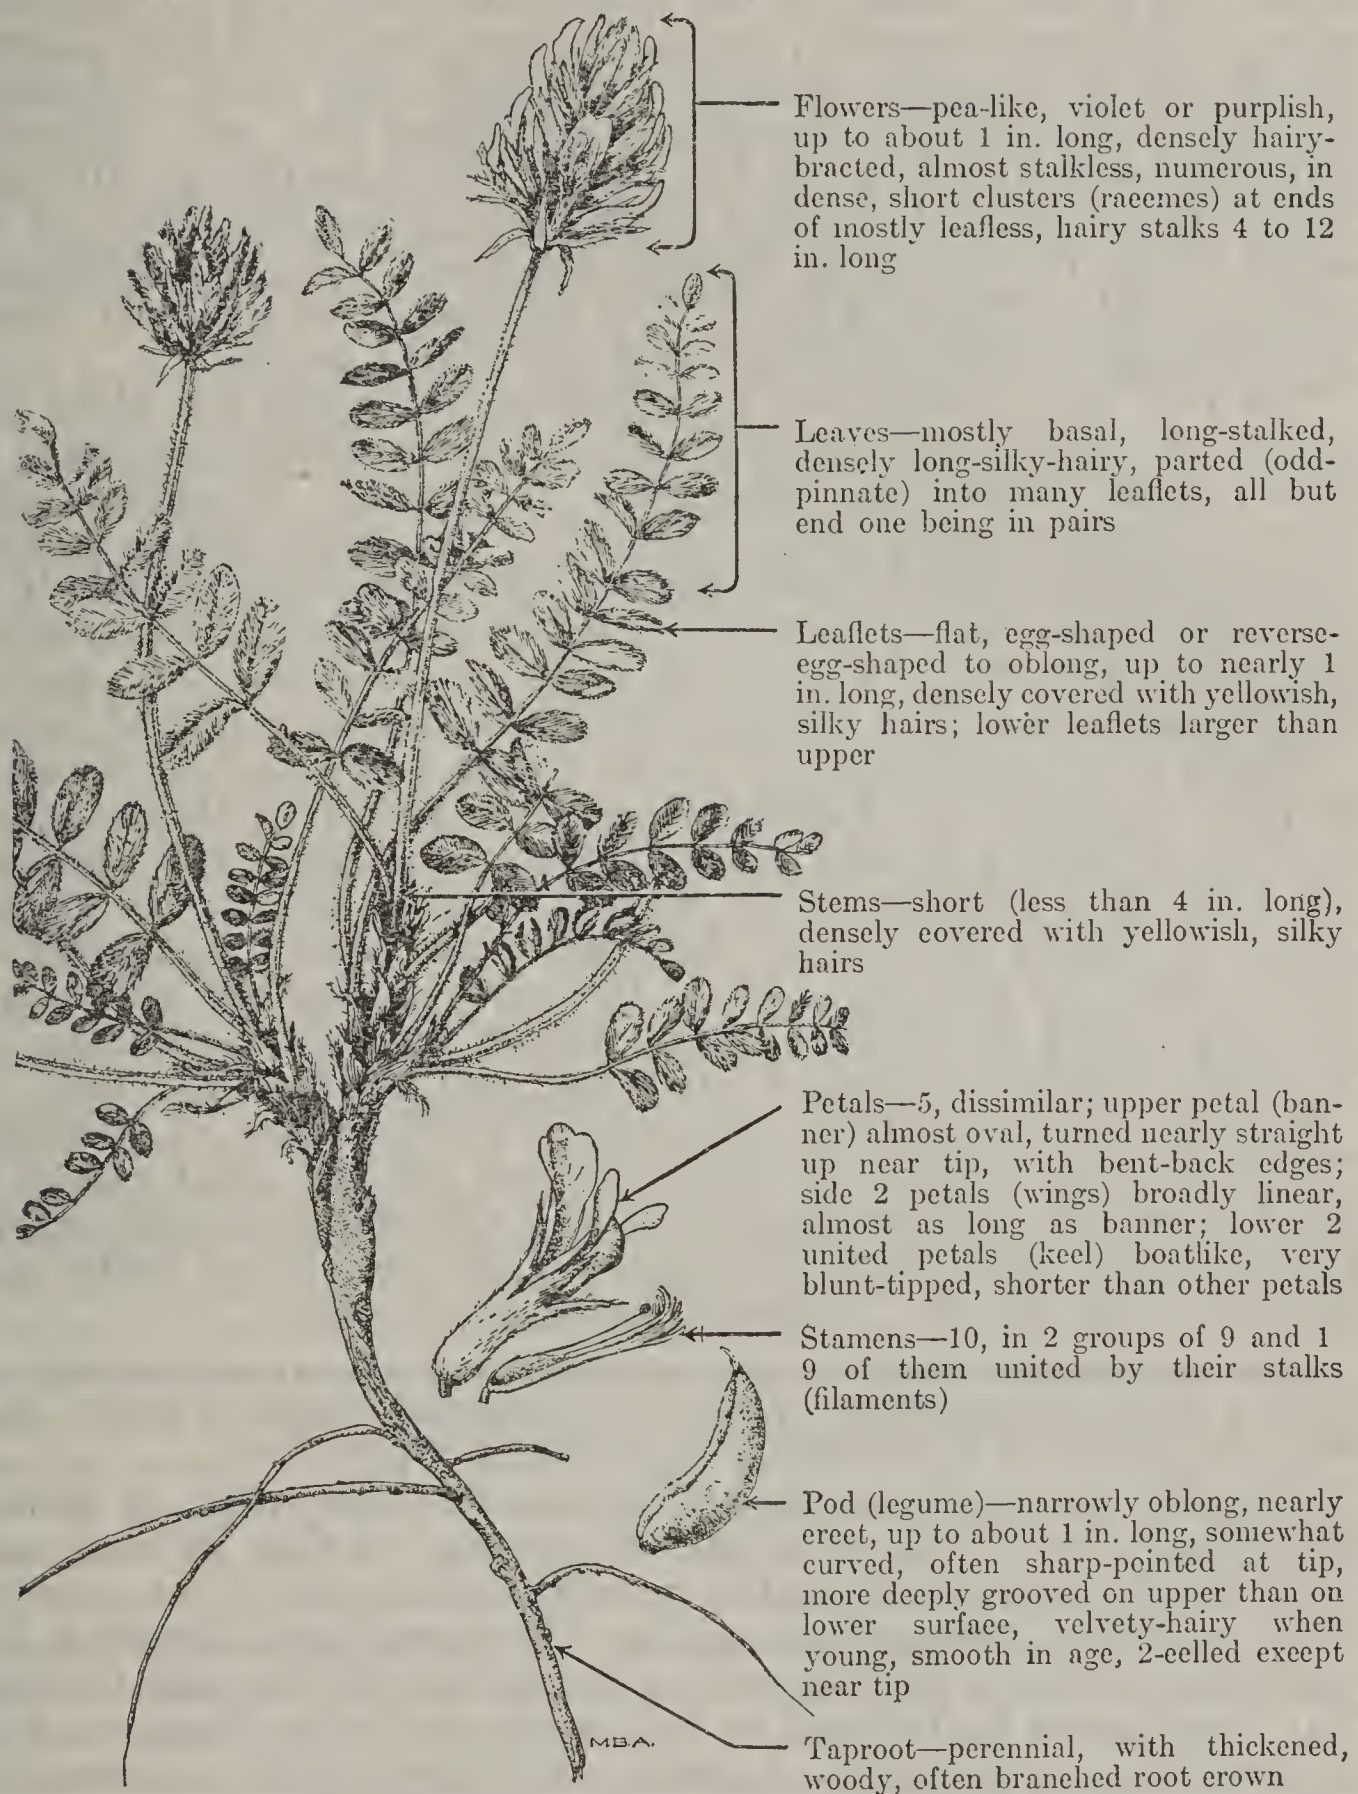 Flowers—pea-like, violet or purplish,
up to about 1 in. long, densely hairy-
bracted, almost stalkless, numerous, in
dense, short clusters (racemes) at ends
of mostly leafless, hairy stalks 4 to 12
in. long
Leaves—mostly basal, long-stalked,
densely long-silky-hairy, parted (odd-
pinnate) into many leaflets, all but
end one being in pairs
Leaflets—flat, egg-shaped or reverse-
egg-shaped to oblong, up to nearly 1
in. long, densely covered with yellowish,
silky hairs; lower leaflets larger than
upper
Stems—short (less than 4 in. long),
densely covered with yellowish, silky
hairs
Petals—5, dissimilar; upper petal (ban-
ner) almost oval, turned nearly straight
up near tip, with bent-back edges;
side 2 petals (wings) broadly linear,
almost as long as banner; lower 2
united petals (keel) boatlike, very
blunt-tipped, shorter than other petals
Stamens—10, in 2 groups of 9 and 1
9 of them united by their stalks
(filaments)
Pod (legume)—narrowly oblong, nearly
erect, up to about 1 in. long, somewhat
curved, often sharp-pointed at tip,
more deeply grooved on upper than on
lower surface, velvety-hairy when
young, smooth in age, 2-celled except
near tip
M.B.A.
Taproot—perennial, with thickened,
woody, often branched root crown